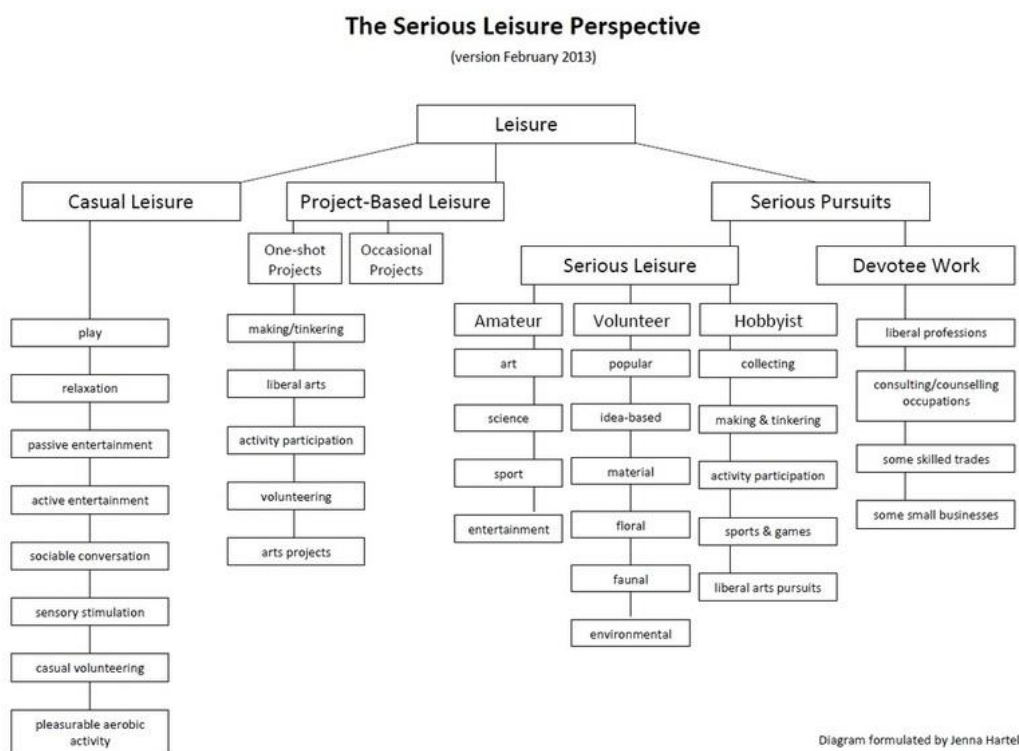 The Serious Leisure Perspective
(version February 2013)
Leisure
Casual Leisure
play
relaxation
passive entertainment
active entertainment
sociable conversation
sensory stimulation
casual volunteering
pleasurable aerobic
activity
Project-Based Leisure
One-shot
Projects
making/tinkering
liberal arts
activity participation
volunteering
arts projects
Occasional
Projects
Serious Pursuits
Serious Leisure
Amateur
art
science
sport
entertainment
Volunteer
popular
idea-based
material
floral
faunal
environmental
Hobbyist
collecting
making & tinkering
activity participation
sports & games
liberal arts pursuits
Devotee Work
liberal professions
consulting/counselling
occupations
some skilled trades
some small businesses
Diagram formulated by Jenna Hartel